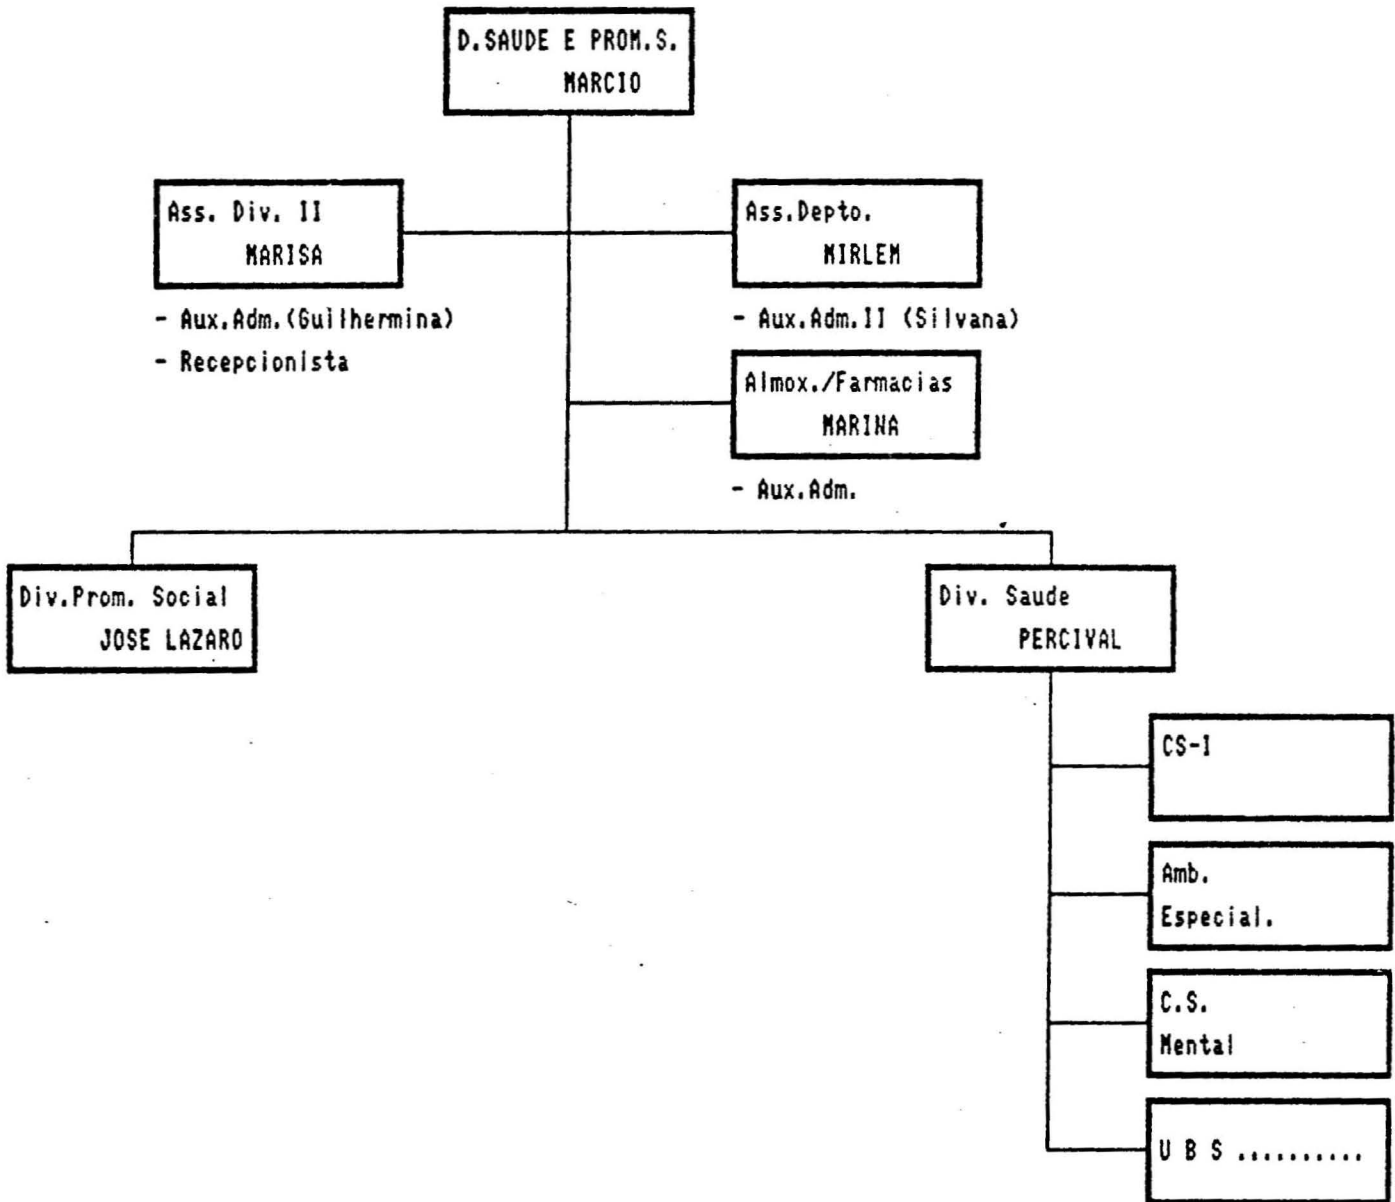 D.SAUDE E PROM.S.
MARCIO
Ass. Div. II
MARISA
- Aux.Adm.(Guilhermina)
- Recepcionista
Ass.Depto.
MIRLEM
- Aux.Adm.II (Silvana)
Almox./Farmacias
MARINA
- Aux.Adm.
Div.Prom. Social
JOSE LAZARO
Div. Saude
PERCIVAL
CS-I
Amb.
Especial.
C.S.
Mental
U B S ..........